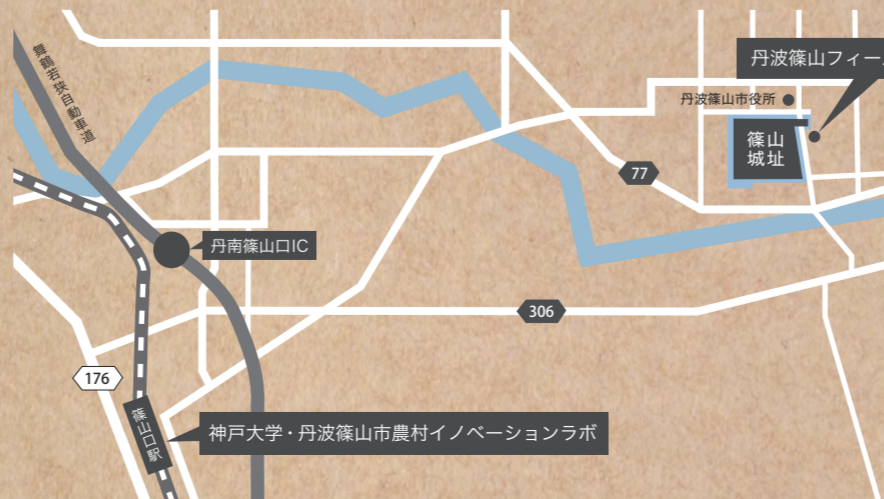 舞鶴若狭自動車道
丹波篠山フィー
丹波篠山市役所
篠山
城址
77
丹南篠山口IC
306
176
篠山口駅
神戸大学・丹波篠山市農村イノベーションラボ